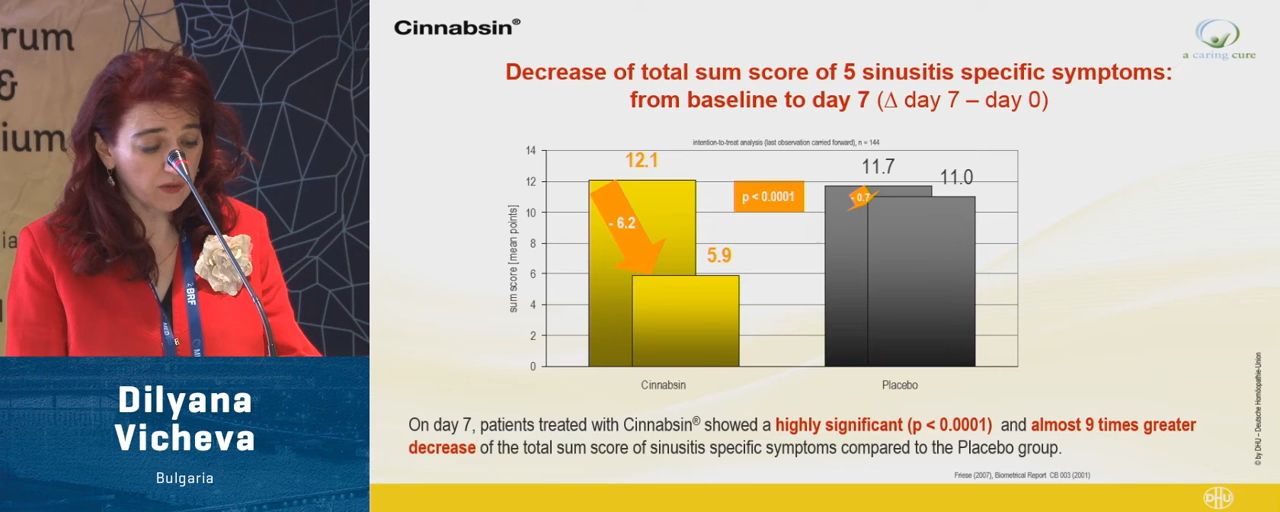 rum
&
ium
BRF
Dilyana
Vicheva
Bulgaria
Cinnabsin®
a caring cure
Decrease of total sum score of 5 sinusitis specific symptoms:
from baseline to day 7 (Δ day 7 – day 0)
intention-to-treat analysis (last observation carried forward), n = 144
sum score [mean points]
14
12
10
8
6
4
2
0
12.1
- 6.2
5.9
p < 0.0001
11.7
- 0.7
11.0
Cinnabsin
Placebo
On day 7, patients treated with Cinnabsin® showed a highly significant (p < 0.0001) and almost 9 times greater
decrease of the total sum score of sinusitis specific symptoms compared to the Placebo group.
Friese (2007), Biometrical Report CB 003 (2001)
© by DHU – Deutsche Homöopathie-Union
DHU